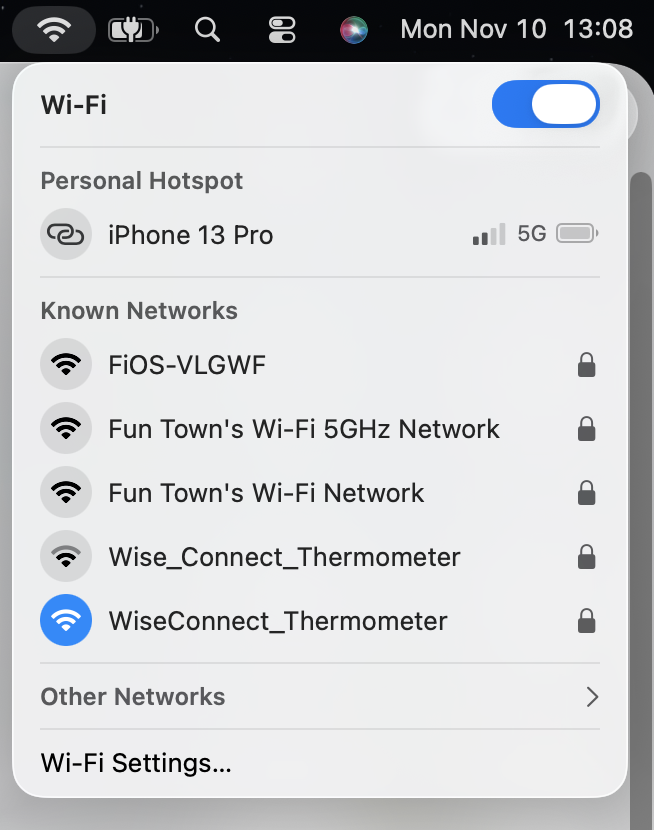 Mon Nov 10 13:08
Wi-Fi
Personal Hotspot
iPhone 13 Pro 5G
Known Networks
FiOS-VLGWF
Fun Town's Wi-Fi 5GHz Network
Fun Town's Wi-Fi Network
Wise_Connect_Thermometer
WiseConnect_Thermometer
Other Networks
Wi-Fi Settings...